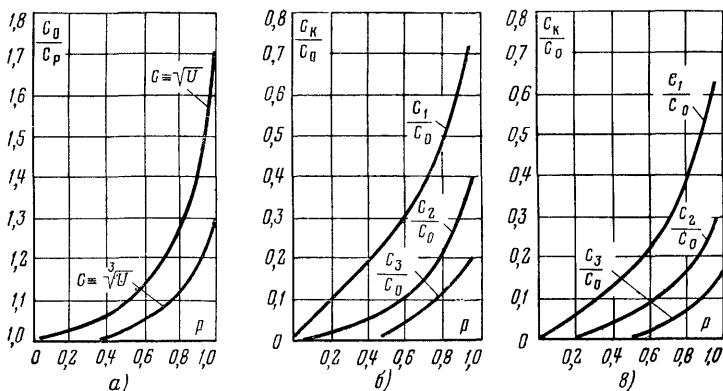 1,8
1,7
1,6
1,5
1,4
1,3
1,2
1,1
1,0
C₀/Cₚ
C≡√U
C≡∛U
p
0 0,2 0,4 0,6 0,8 1,0
а)
0,8
0,7
0,6
0,5
0,4
0,3
0,2
0,1
0
Cк/C₀
C₁/C₀
C₂/C₀
C₃/C₀
p
0,2 0,4 0,6 0,8 1,0
б)
0,8
0,7
0,6
0,5
0,4
0,3
0,2
0,1
0
Cк/C₀
e₁/C₀
C₂/C₀
C₃/C₀
p
0,2 0,4 0,6 0,8 1,0
в)